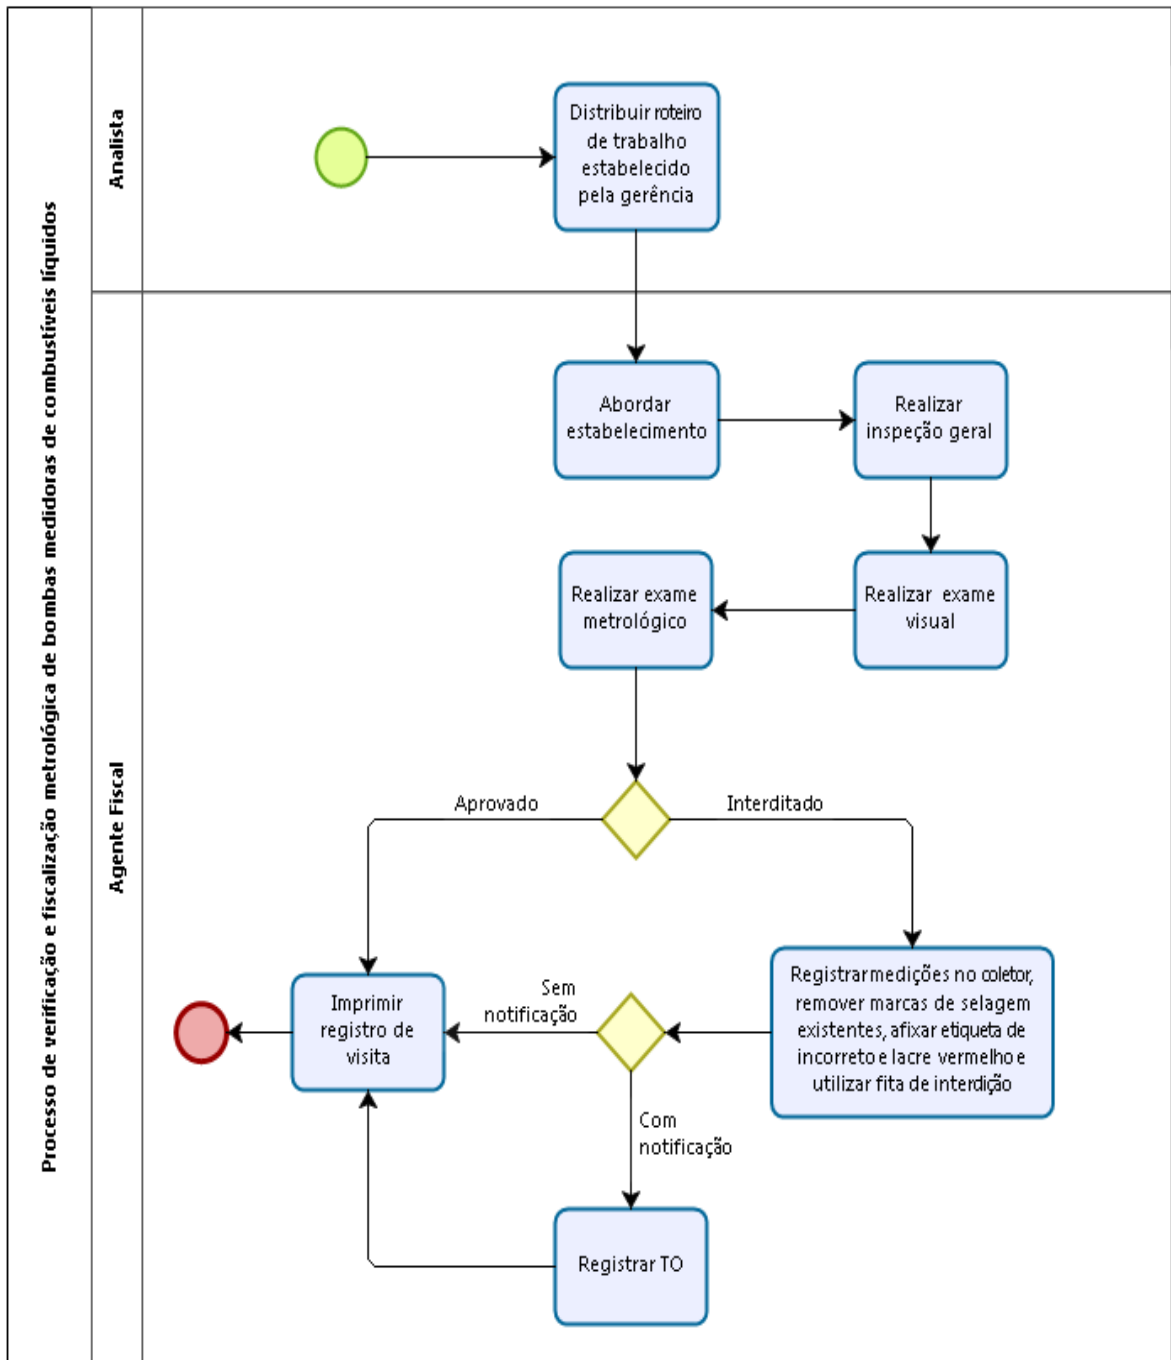 Processo de verificação e fiscalização metrológica de bombas medidoras de combustíveis líquidos
Analista
Distribuir roteiro
de trabalho
estabelecido
pela gerência
Agente Fiscal
Abordar
estabelecimento
Realizar
inspeção geral
Realizar exame
metrológico
Realizar exame
visual
Aprovado
Interditado
Imprimir
registro de
visita
Sem
notificação
Registrar medições no coletor,
remover marcas de selagem
existentes, afixar etiqueta de
incorreto e lacre vermelho e
utilizar fita de interdição
Com
notificação
Registrar TO